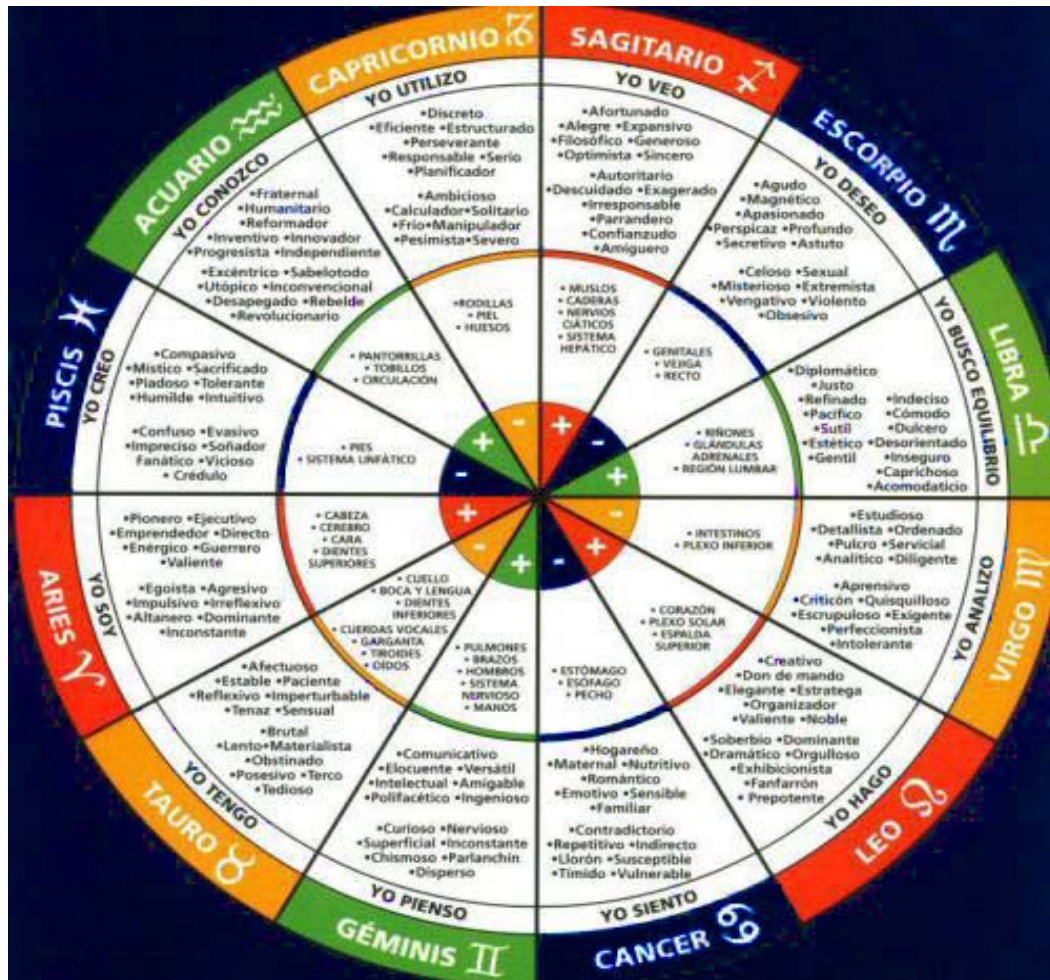 CAPRICORNIO
YO UTILIZO
•Discreto
•Eficiente •Estructurado
•Perseverante
•Responsable •Serio
•Planificador
•Ambicioso
•Calculador•Solitario
•Frío•Manipulador
•Pesimista•Severo
•RODILLAS
• PIEL
• HUESOS
-
SAGITARIO
YO VEO
•Afortunado
•Alegre •Expansivo
•Filosófico •Generoso
•Optimista •Sincero
•Autoritario
•Descuidado •Exagerado
•Irresponsable
•Parrandero
•Confianzudo
•Amiguero
• MUSLOS
• CADERAS
• NERVIOS
CIÁTICOS
• SISTEMA
HEPÁTICO
+
ESCORPIO
YO DESEO
•Agudo
•Magnético
•Apasionado
•Perspicaz •Profundo
•Secretivo •Astuto
•Celoso •Sexual
•Misterioso •Extremista
•Vengativo •Violento
•Obsesivo
• GENITALES
• VEJIGA
• RECTO
-
LIBRA
YO BUSCO EQUILIBRIO
•Diplomático
•Justo
•Refinado
•Pacífico
•Sutil
•Estético
•Gentil
•Indeciso
•Cómodo
•Dulcero
•Desorientado
•Inseguro
•Caprichoso
•Acomodaticio
• RIÑONES
• GLÁNDULAS
ADRENALES
• REGIÓN LUMBAR
+
VIRGO
YO ANALIZO
•Estudioso
•Detallista •Ordenado
•Pulcro •Servicial
•Analítico •Diligente
•Aprensivo
•Criticón •Quisquilloso
•Escrupuloso •Exigente
•Perfeccionista
•Intolerante
• INTESTINOS
• PLEXO INFERIOR
-
LEO
YO HAGO
•Creativo
•Don de mando
•Elegante •Estratega
•Organizador
•Valiente •Noble
•Soberbio •Dominante
•Dramático •Orgulloso
•Exhibicionista
•Fanfarrón
• Prepotente
• CORAZÓN
• PLEXO SOLAR
• ESPALDA
SUPERIOR
+
CANCER
YO SIENTO
•Hogareño
•Maternal •Nutritivo
•Romántico
•Emotivo •Sensible
•Familiar
•Contradictorio
•Repetitivo •Indirecto
•Llorón •Susceptible
•Tímido •Vulnerable
•ESTÓMAGO
• ESÓFAGO
• PECHO
-
GÉMINIS
YO PIENSO
•Comunicativo
•Elocuente •Versátil
•Intelectual •Amigable
•Polifacético •Ingenioso
•Curioso •Nervioso
•Superficial •Inconstante
•Chismoso •Parlanchin
•Disperso
• PULMONES
• BRAZOS
•HOMBROS
• SISTEMA
NERVIOSO
• MANOS
+
TAURO
YO TENGO
•Afectuoso
•Estable •Paciente
•Reflexivo •Imperturbable
•Tenaz •Sensual
•Brutal
•Lento•Materialista
•Obstinado
•Posesivo •Terco
•Tedioso
• CUELLO
• BOCA Y LENGUA
• DIENTES
INFERIORES
• CUERDAS VOCALES
• GARGANTA
• TIROIDES
• OÍDOS
-
ARIES
YO SOY
•Pionero •Ejecutivo
•Emprendedor •Directo
•Enérgico •Guerrero
•Valiente
•Egoísta •Agresivo
•Impulsivo •Irreflexivo
•Altanero •Dominante
•Inconstante
• CABEZA
• CEREBRO
• CARA
• DIENTES
SUPERIORES
+
PISCIS
YO CREO
•Compasivo
•Místico •Sacrificado
•Piadoso •Tolerante
•Humilde •Intuitivo
•Confuso •Evasivo
•Impreciso •Soñador
Fanático •Vicioso
• Crédulo
• PIES
• SISTEMA LINFÁTICO
-
ACUARIO
YO CONOZCO
•Fraternal
•Humanitario
•Reformador
•Inventivo •Innovador
•Progresista •Independiente
•Excéntrico •Sabelotodo
•Utópico •Inconvencional
•Desapegado •Rebelde
•Revolucionario
• PANTORRILLAS
• TOBILLOS
• CIRCULACIÓN
+